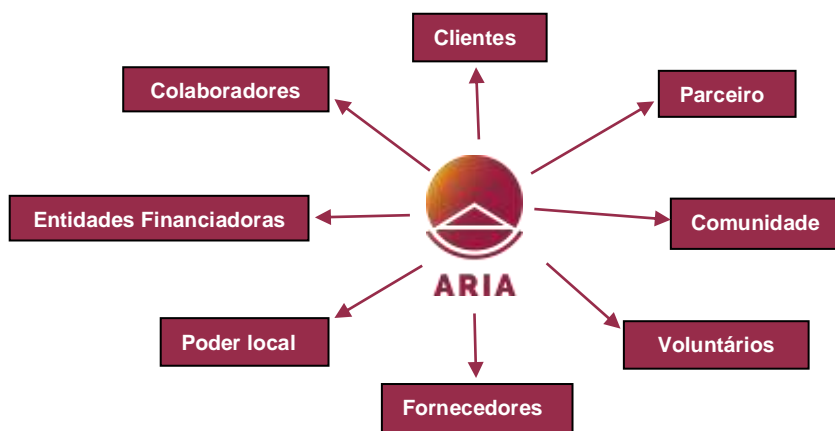 Clientes
Colaboradores
Parceiro
Entidades Financiadoras
Comunidade
ARIA
Poder local
Voluntários
Fornecedores